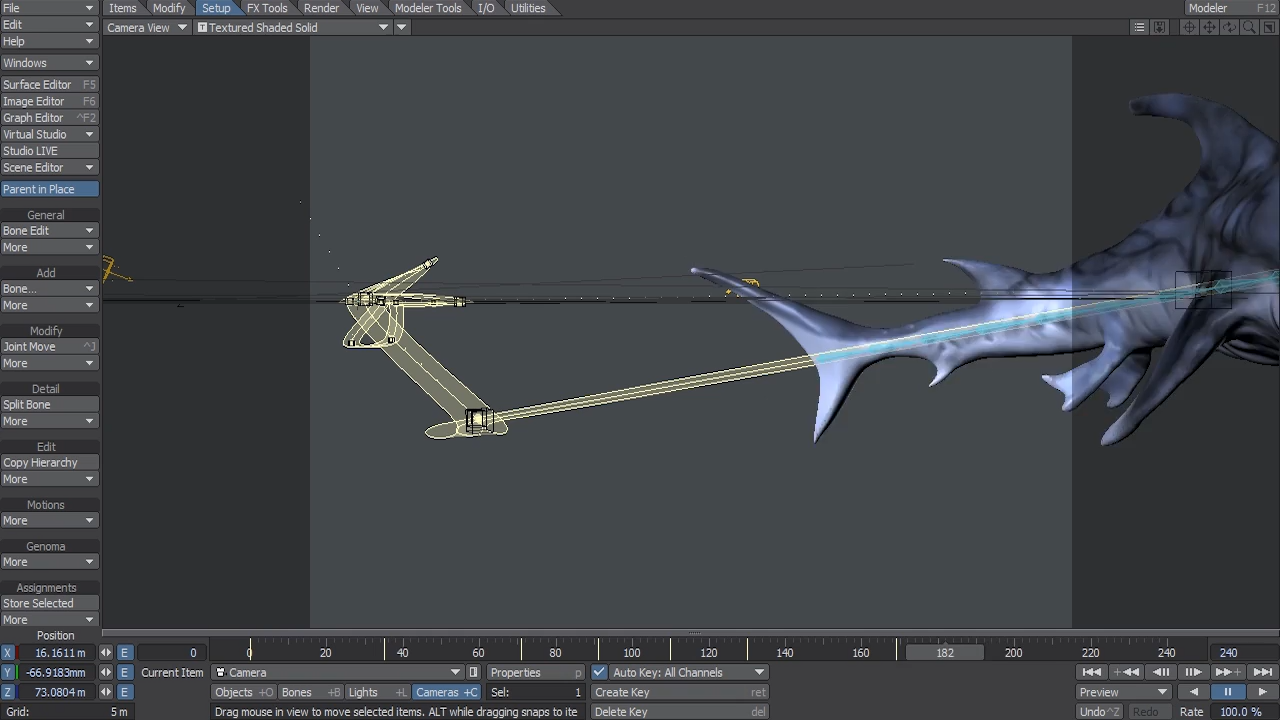 File
Items Modify Setup FX Tools Render View Modeler Tools I/O Utilities
Modeler F12
Edit
Camera View T Textured Shaded Solid
Help
Windows
Surface Editor F5
Image Editor F6
Graph Editor ^F2
Virtual Studio
Studio LIVE
Scene Editor
Parent in Place
General
Bone Edit
More
Add
Bone...
More
Modify
Joint Move ^J
More
Detail
Split Bone
More
Edit
Copy Hierarchy
More
Motions
More
Genoma
More
Assignments
Store Selected
More
Position
X 16.1611 m E 0
0 20 40 60 80 100 120 140 160 182 200 220 240 240
Y -66.9183mm E Current Item Camera Properties p Auto Key: All Channels
Z 73.0804 m E Objects +O Bones +B Lights +L Cameras +C Sel: 1 Create Key ret Preview
Grid: 5 m Drag mouse in view to move selected items. ALT while dragging snaps to ite Delete Key del Undo ^Z Redo Rate 100.0 %